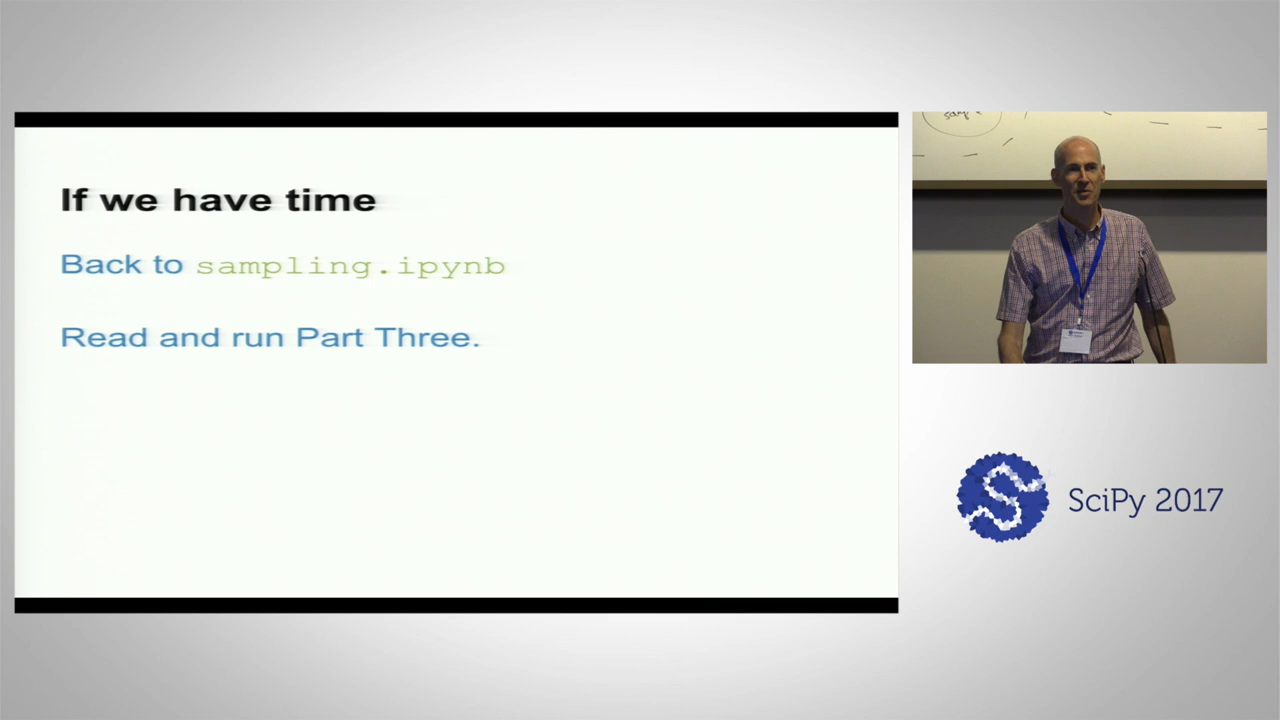 If we have time
Back to sampling.ipynb
Read and run Part Three.
SciPy 2017